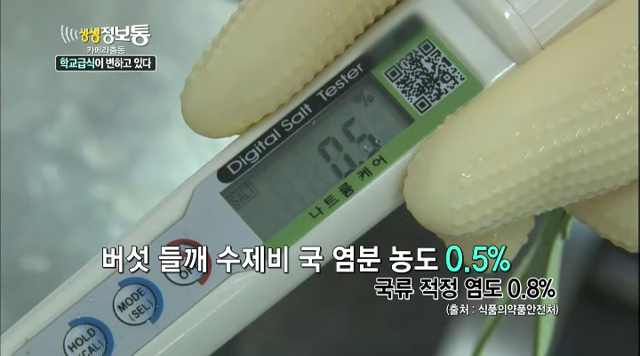 생생정보통
카메라출동
학교급식이 변하고 있다
Digital Salt Tester
%
0.5
SALT
나트륨케어
MODE
(SEL)
HOLD
(CAL)
버섯 들깨 수제비 국 염분 농도 0.5%
국류 적정 염도 0.8%
(출처 : 식품의약품안전처)